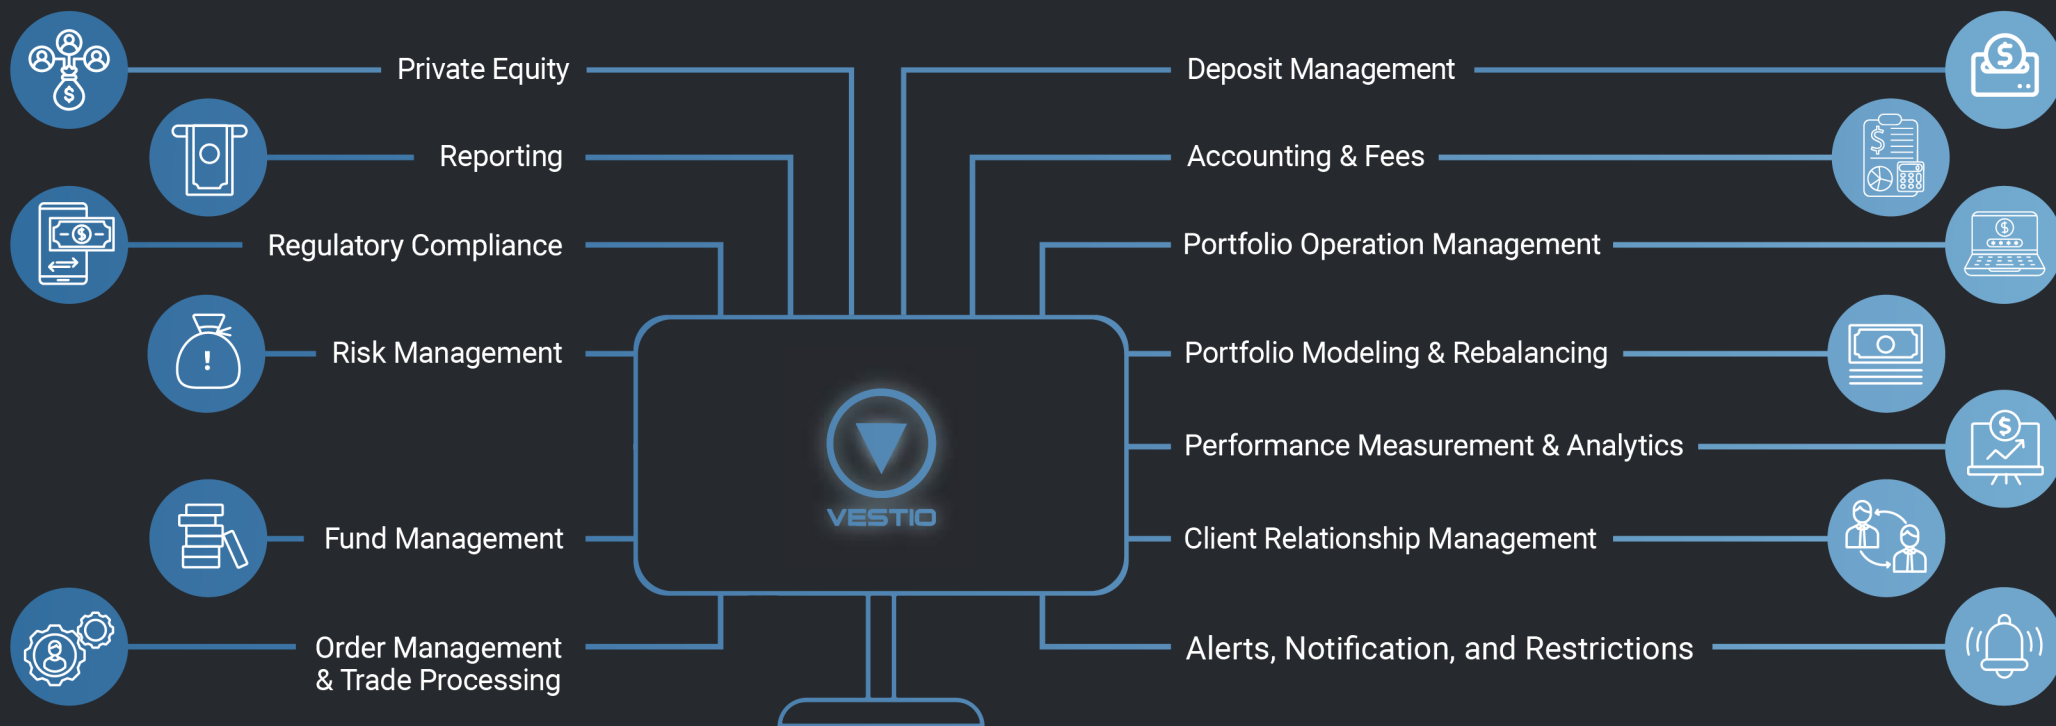 Private Equity
Reporting
Regulatory Compliance
Risk Management
Fund Management
Order Management
& Trade Processing
VESTIO
Deposit Management
Accounting & Fees
Portfolio Operation Management
Portfolio Modeling & Rebalancing
Performance Measurement & Analytics
Client Relationship Management
Alerts, Notification, and Restrictions